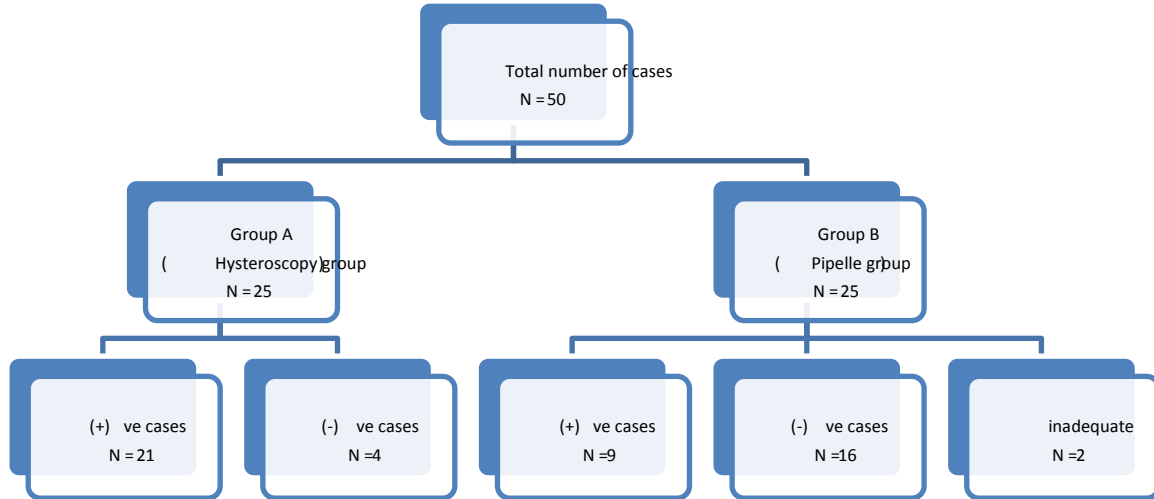 Total number of cases
N = 50
Group A
( Hysteroscopy) group
N = 25
Group B
( Pipelle group)
N = 25
(+) ve cases
N = 21
(-) ve cases
N =4
(+) ve cases
N =9
(-) ve cases
N =16
inadequate
N =2